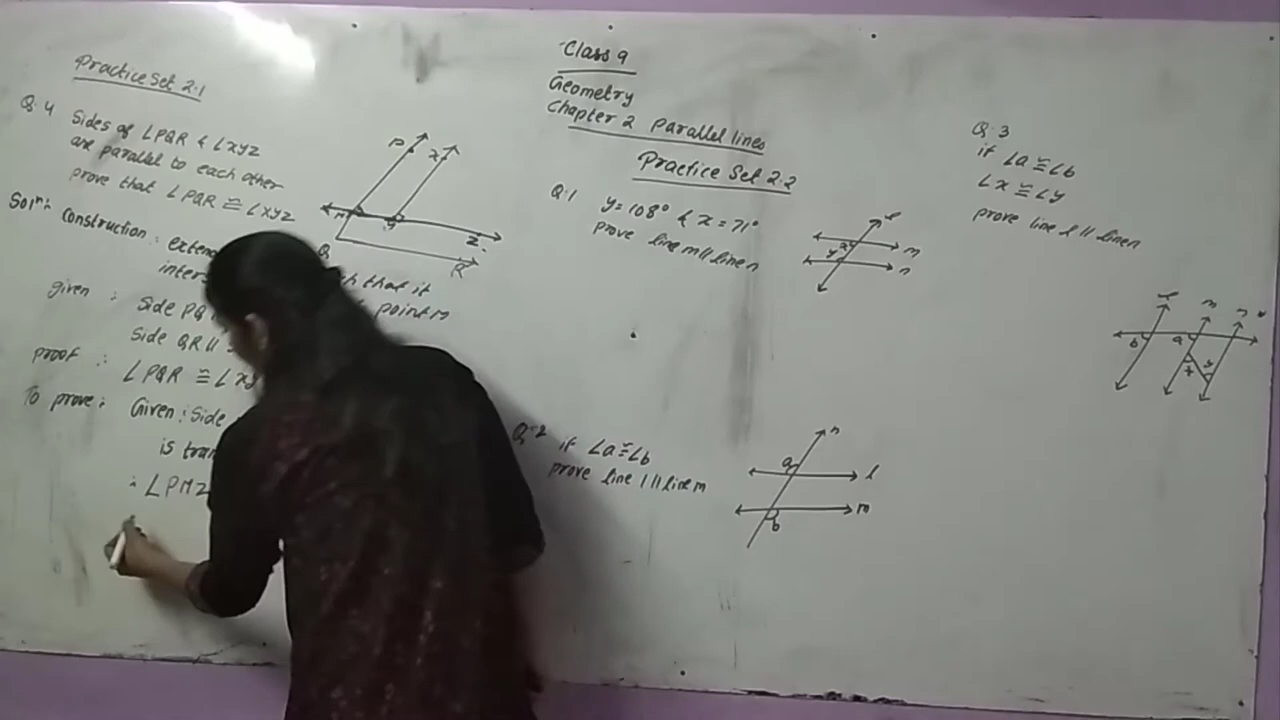 Practice Set 2.1
Q.4 Sides of ∠PQR & ∠XYZ
are parallel to each other
prove that ∠PQR ≅ ∠XYZ
Solⁿ: Construction: exten
inter
h that it
point M
given : Side PQ
Side QR ||
proof : ∠PQR ≅ ∠XY
To prove: Given: Side
is tran
∴ ∠PMZ
P X
M Y Z
Q R
Class 9
Geometry
Chapter 2 parallel lines
Practice Set 2.2
Q.1 y=108° & x=71°
prove line m || line n
l
x m
y n
Q.2 if ∠a≅∠b
prove line l || line m
n
a l
b m
Q 3
if ∠a≅∠b
∠x≅∠y
prove line l || line n
l m n
b a
x y